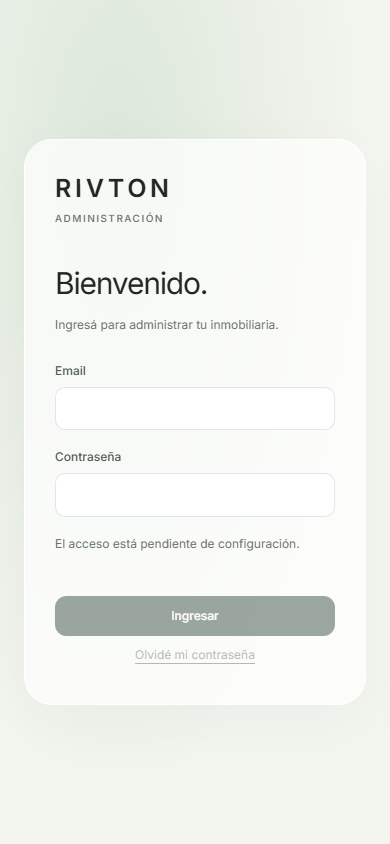 RIVTON
ADMINISTRACIÓN
Bienvenido.
Ingresá para administrar tu inmobiliaria.
Email
Contraseña
El acceso está pendiente de configuración.
Ingresar
Olvidé mi contraseña